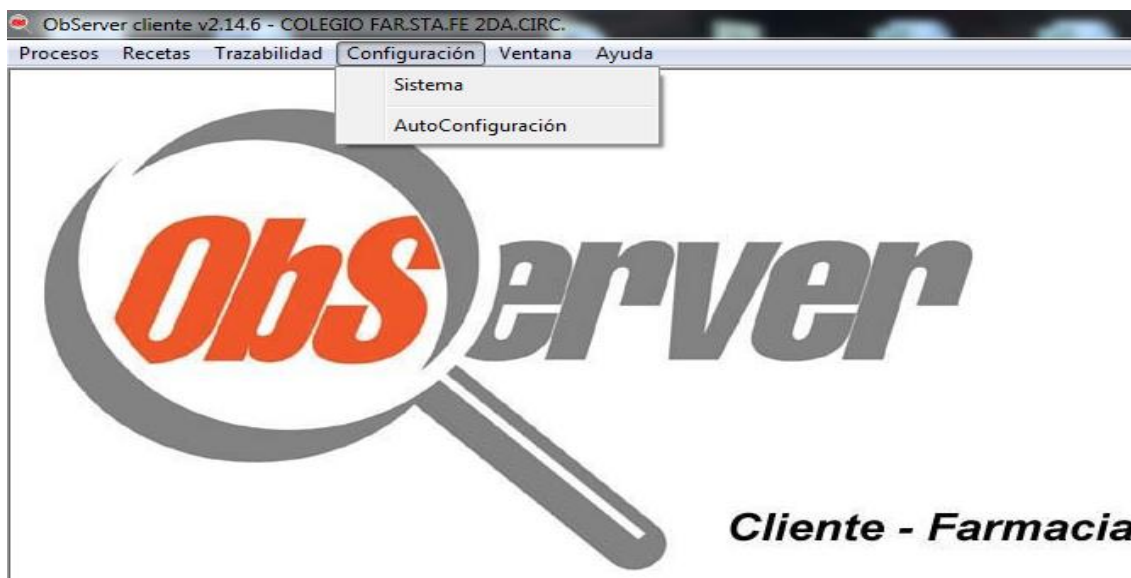 ObServer cliente v2.14.6 - COLEGIO FAR.STA.FE 2DA.CIRC.
Procesos Recetas Trazabilidad Configuración Ventana Ayuda
Sistema
AutoConfiguración
ObServer
Cliente - Farmacia